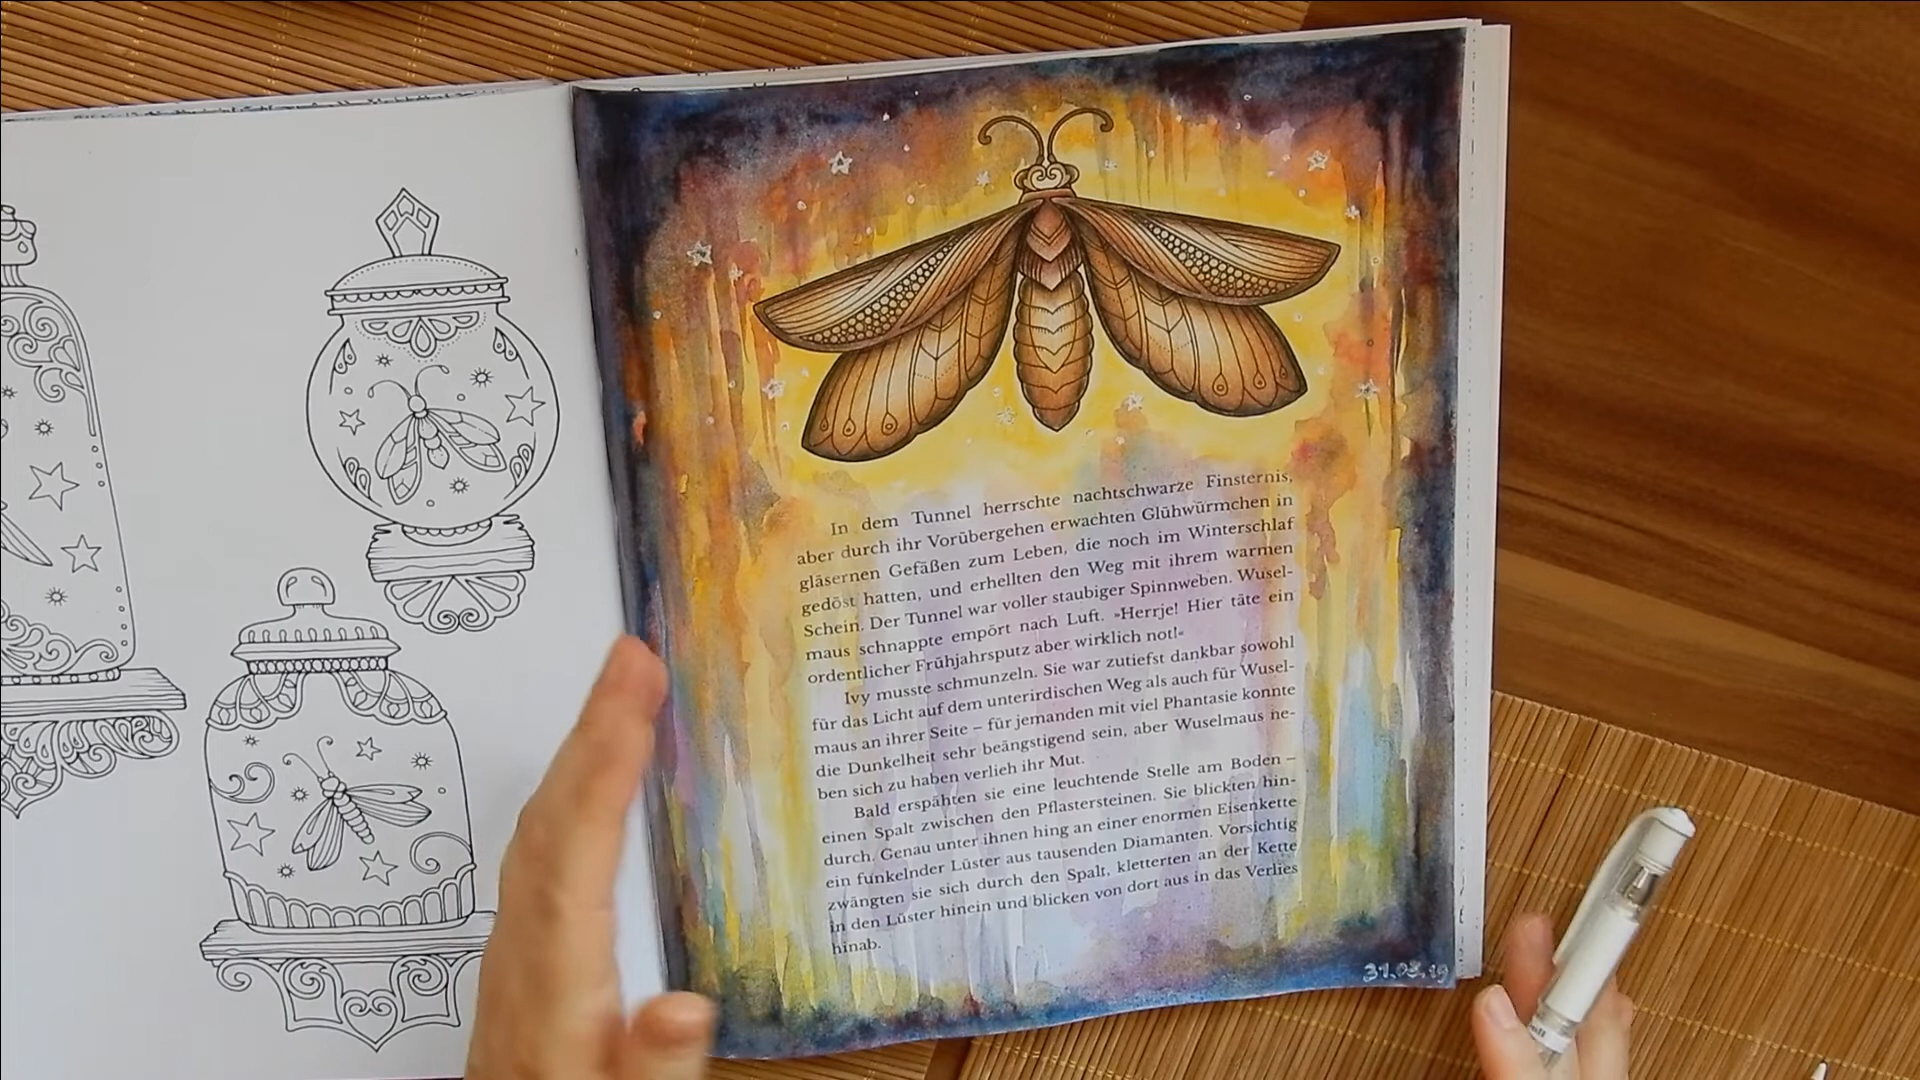 In dem Tunnel herrschte nachtschwarze Finsternis,
aber durch ihr Vorübergehen erwachten Glühwürmchen in
gläsernen Gefäßen zum Leben, die noch im Winterschlaf
gedöst hatten, und erhellten den Weg mit ihrem warmen
Schein. Der Tunnel war voller staubiger Spinnweben. Wusel-
maus schnappte empört nach Luft. »Herrje! Hier täte ein
ordentlicher Frühjahrsputz aber wirklich not!«
Ivy musste schmunzeln. Sie war zutiefst dankbar sowohl
für das Licht auf dem unterirdischen Weg als auch für Wusel-
maus an ihrer Seite – für jemanden mit viel Phantasie konnte
die Dunkelheit sehr beängstigend sein, aber Wuselmaus ne-
ben sich zu haben verlieh ihr Mut.
Bald erspähten sie eine leuchtende Stelle am Boden –
einen Spalt zwischen den Pflastersteinen. Sie blickten hin-
durch. Genau unter ihnen hing an einer enormen Eisenkette
ein funkelnder Lüster aus tausenden Diamanten. Vorsichtig
zwängten sie sich durch den Spalt, kletterten an der Kette
in den Lüster hinein und blicken von dort aus in das Verlies
hinab.
31.03.19